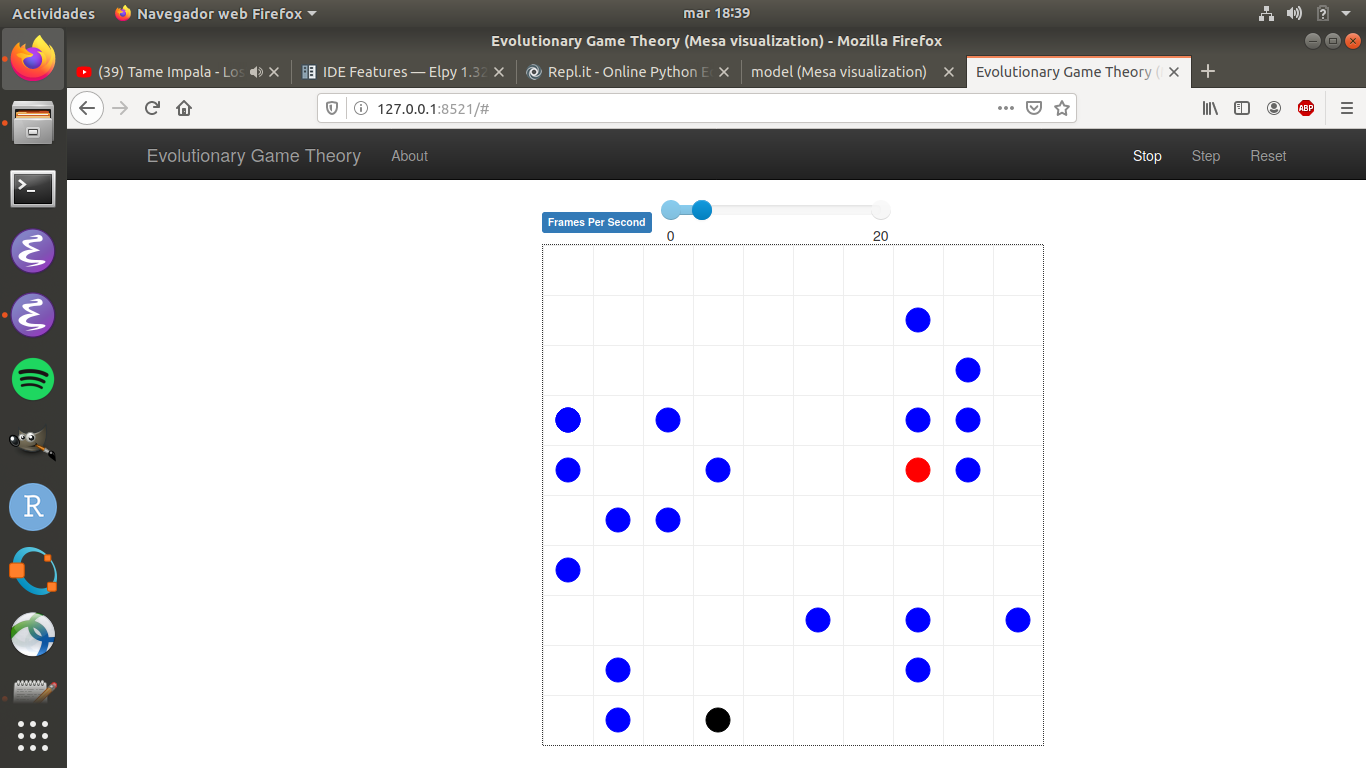 Actividades Navegador web Firefox mar 18:39
Evolutionary Game Theory (Mesa visualization) - Mozilla Firefox
(39) Tame Impala - Los IDE Features — Elpy 1.32 Repl.it - Online Python E model (Mesa visualization) Evolutionary Game Theory (
127.0.0.1:8521/# ABP
Evolutionary Game Theory About Stop Step Reset
Frames Per Second
0 20
R